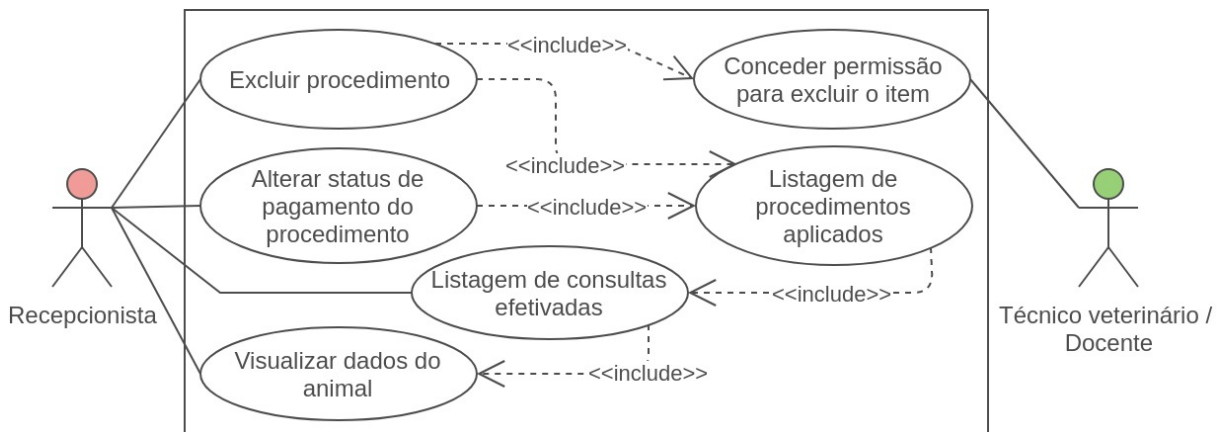 <<include>>
Excluir procedimento
Conceder permissão
para excluir o item
<<include>>
Alterar status de
pagamento do
procedimento
<<include>>
Listagem de
procedimentos
aplicados
Listagem de consultas
efetivadas
<<include>>
Recepcionista
Técnico veterinário /
Docente
Visualizar dados do
animal
<<include>>